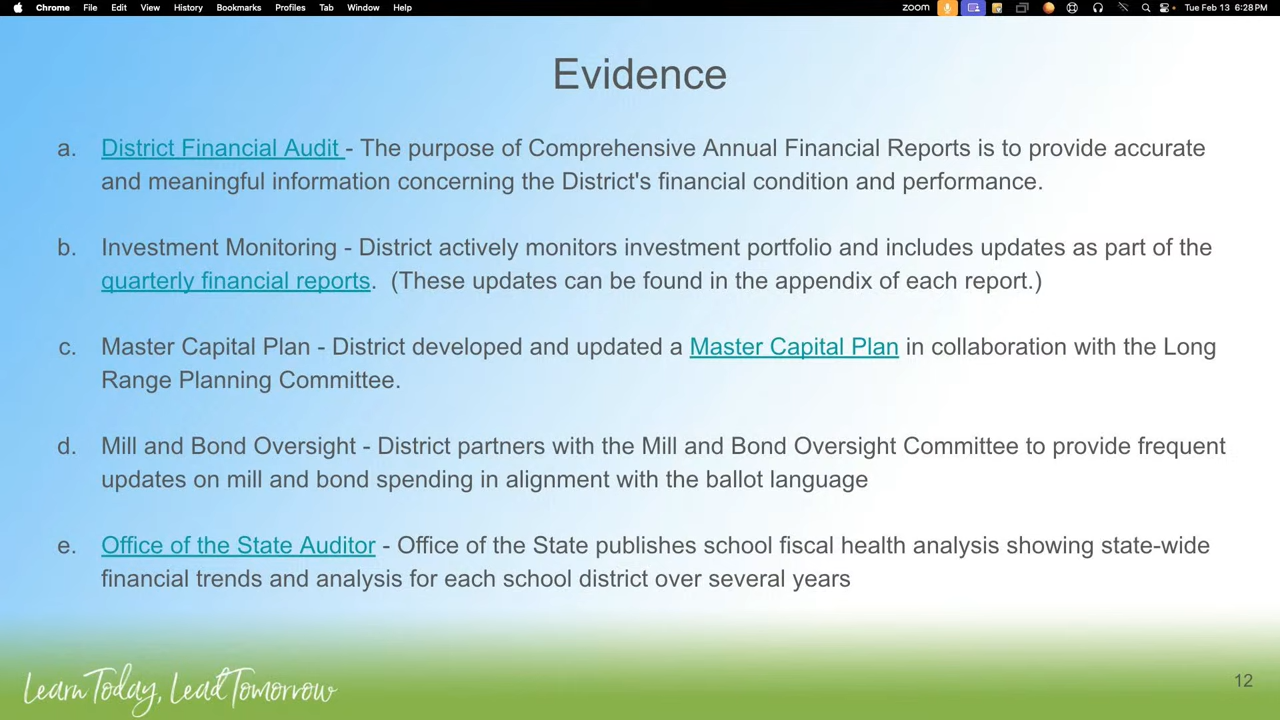 Chrome File Edit View History Bookmarks Profiles Tab Window Help zoom Tue Feb 13 6:28 PM
Evidence
a. District Financial Audit - The purpose of Comprehensive Annual Financial Reports is to provide accurate
and meaningful information concerning the District's financial condition and performance.
b. Investment Monitoring - District actively monitors investment portfolio and includes updates as part of the
quarterly financial reports. (These updates can be found in the appendix of each report.)
c. Master Capital Plan - District developed and updated a Master Capital Plan in collaboration with the Long
Range Planning Committee.
d. Mill and Bond Oversight - District partners with the Mill and Bond Oversight Committee to provide frequent
updates on mill and bond spending in alignment with the ballot language
e. Office of the State Auditor - Office of the State publishes school fiscal health analysis showing state-wide
financial trends and analysis for each school district over several years
Learn Today, Lead Tomorrow
12